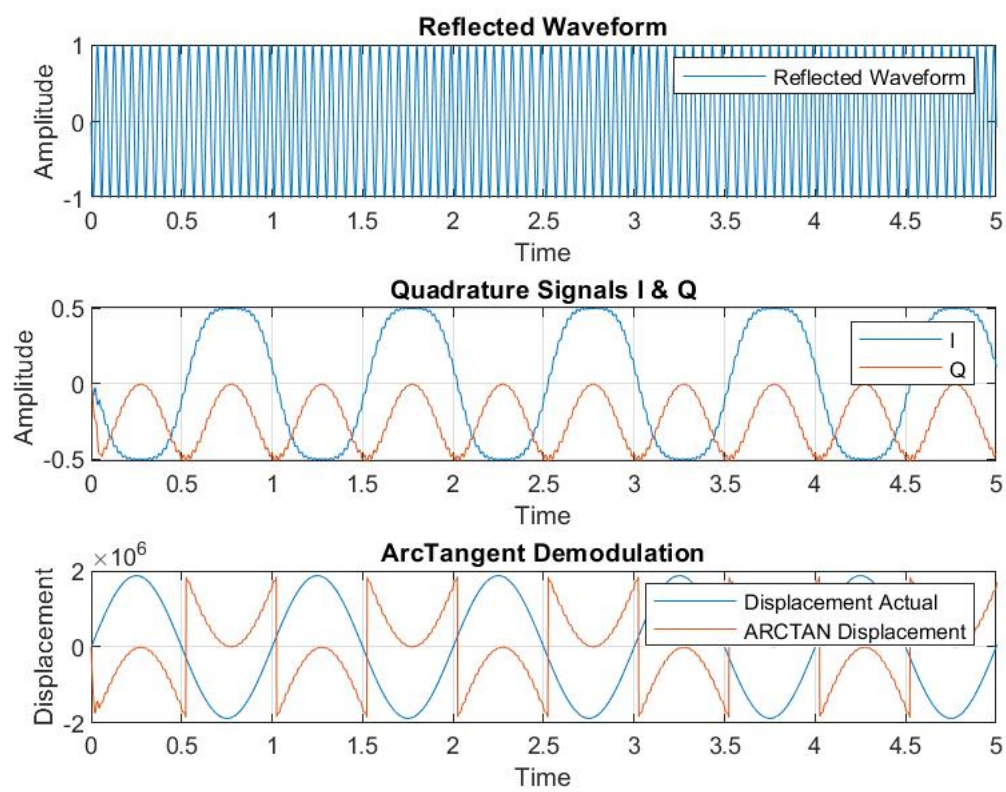 Reflected Waveform
Amplitude
1
0
-1
Reflected Waveform
0 0.5 1 1.5 2 2.5 3 3.5 4 4.5 5
Time
Quadrature Signals I & Q
Amplitude
0.5
0
-0.5
I
Q
0 0.5 1 1.5 2 2.5 3 3.5 4 4.5 5
Time
ArcTangent Demodulation
×10⁶
Displacement
2
0
-2
Displacement Actual
ARCTAN Displacement
0 0.5 1 1.5 2 2.5 3 3.5 4 4.5 5
Time